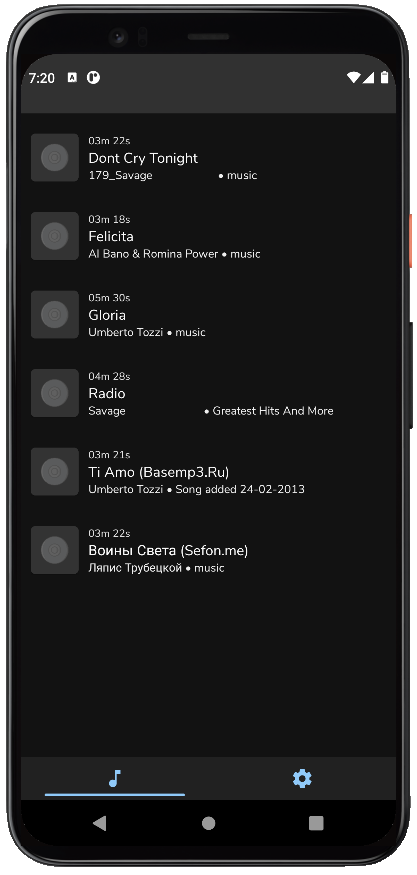 7:20
03m 22s
Dont Cry Tonight
179_Savage • music
03m 18s
Felicita
Al Bano & Romina Power • music
05m 30s
Gloria
Umberto Tozzi • music
04m 28s
Radio
Savage • Greatest Hits And More
03m 21s
Ti Amo (Basemp3.Ru)
Umberto Tozzi • Song added 24-02-2013
03m 22s
Воины Света (Sefon.me)
Ляпис Трубецкой • music